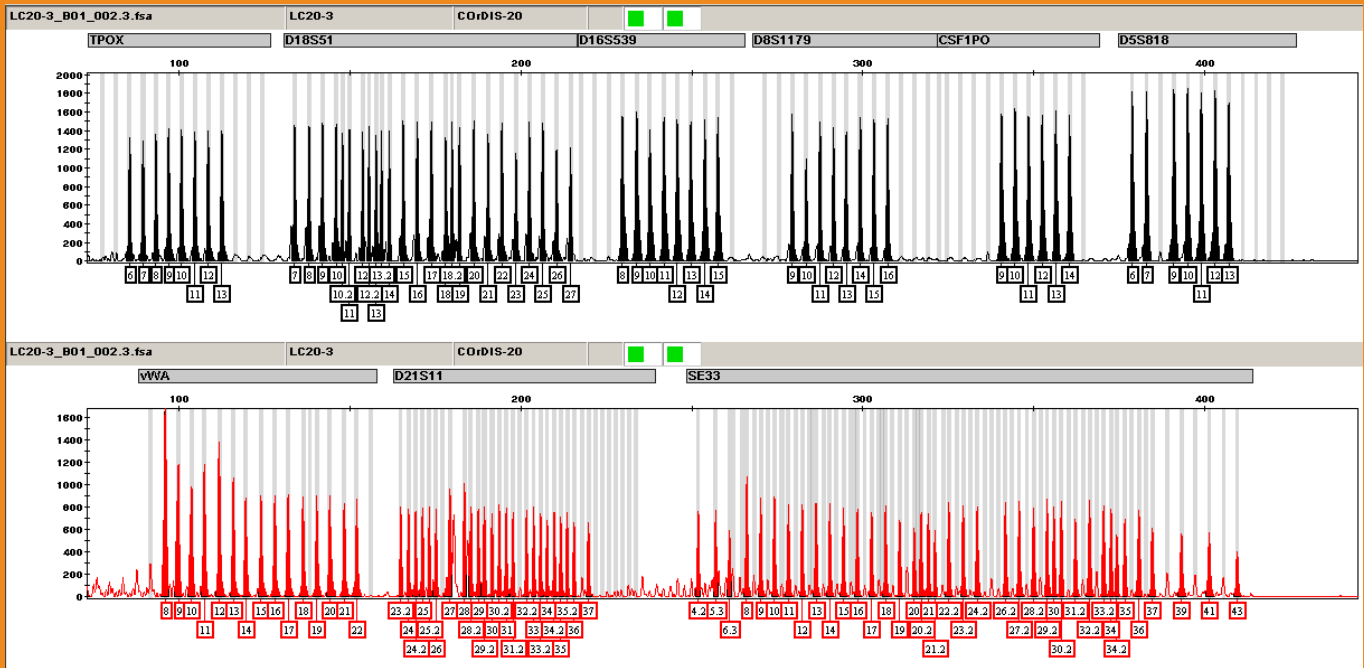 LC20-3_B01_002.3.fsa LC20-3 COrDIS-20
TPOX D18S51 D16S539 D8S1179 CSF1PO D5S818
100 200 300 400
2000
1800
1600
1400
1200
1000
800
600
400
200
0
6 7 8 9 10 12 7 8 9 10 12 13.2 15 17 18.2 20 22 24 26 8 9 10 11 13 15 9 10 12 14 16 9 10 12 14 6 7 9 10 12 13
11 13 10.2 12.2 14 16 18 19 21 23 25 27 12 14 11 13 15 11 13 11
11 13
LC20-3_B01_002.3.fsa LC20-3 COrDIS-20
vWA D21S11 SE33
100 200 300 400
1600
1400
1200
1000
800
600
400
200
0
8 9 10 12 13 15 16 18 20 21 23.2 25 27 28 29 30.2 32.2 34 35.2 37 4.2 5.3 8 9 10 11 13 15 16 18 20 21 22.2 24.2 26.2 28.2 30 31.2 33.2 35 37 39 41 43
11 14 17 19 22 24 25.2 28.2 30 31 33 34.2 36 6.3 12 14 17 19 20.2 23.2 27.2 29.2 32.2 34 36
24.2 26 29.2 31.2 33.2 35 21.2 30.2 34.2